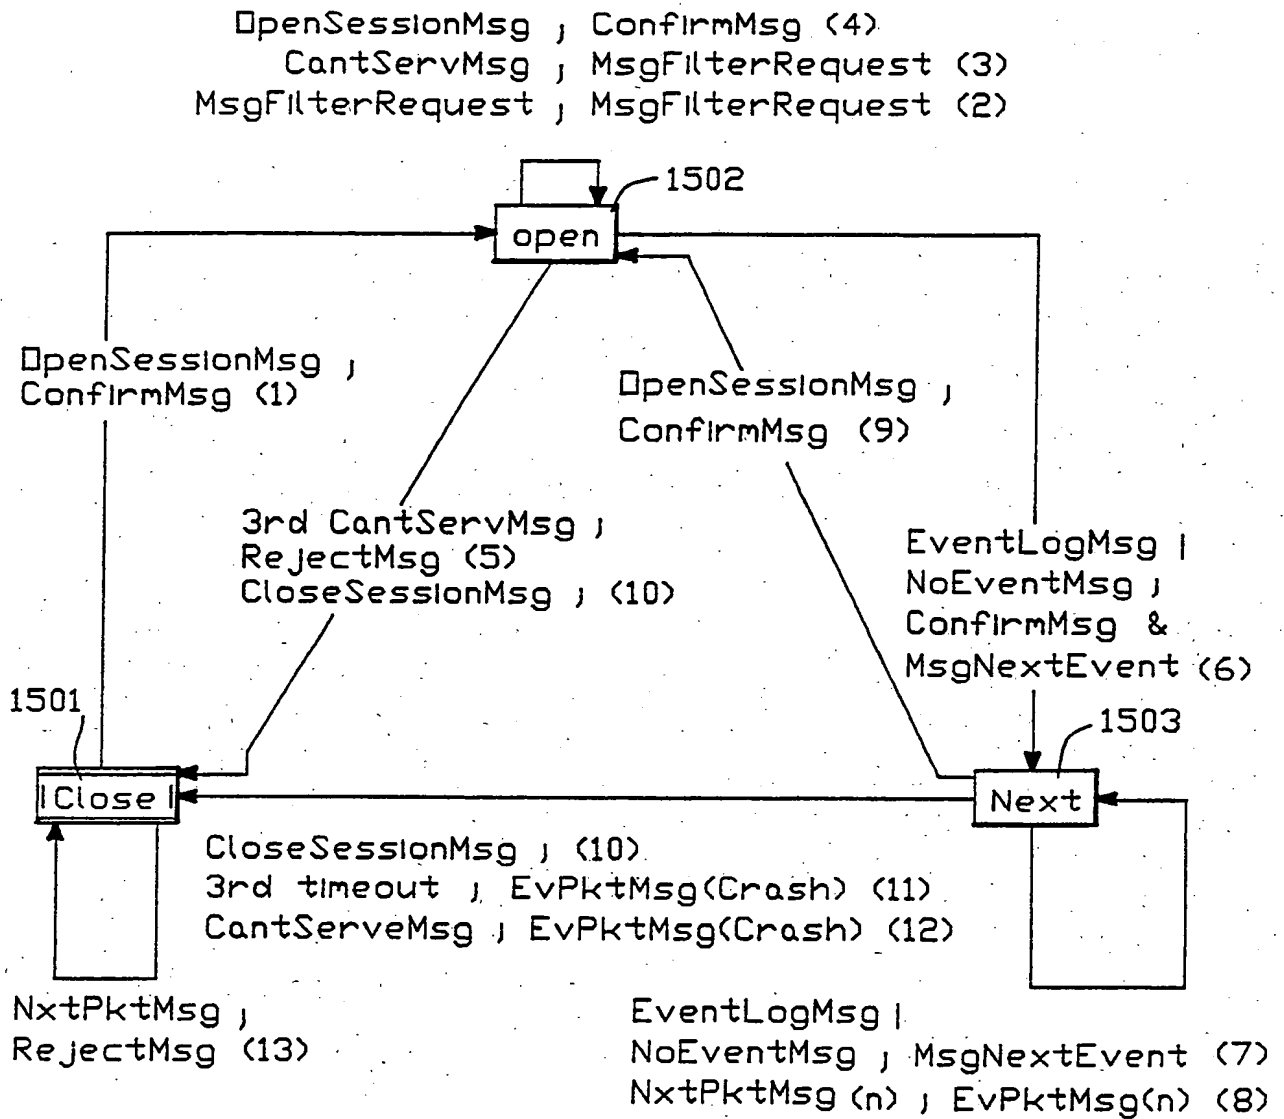 OpenSessionMsg ; ConfirmMsg (4)
CantServMsg ; MsgFilterRequest (3)
MsgFilterRequest ; MsgFilterRequest (2)
1502
open
OpenSessionMsg ;
ConfirmMsg (1)
OpenSessionMsg ;
ConfirmMsg (9)
3rd CantServMsg ;
RejectMsg (5)
CloseSessionMsg ; (10)
EventLogMsg |
NoEventMsg ;
ConfirmMsg &
MsgNextEvent (6)
1501
1503
|Close|
Next
CloseSessionMsg ; (10)
3rd timeout ; EvPktMsg(Crash) (11)
CantServeMsg ; EvPktMsg(Crash) (12)
NxtPktMsg ;
RejectMsg (13)
EventLogMsg |
NoEventMsg ; MsgNextEvent (7)
NxtPktMsg (n) ; EvPktMsg(n) (8)